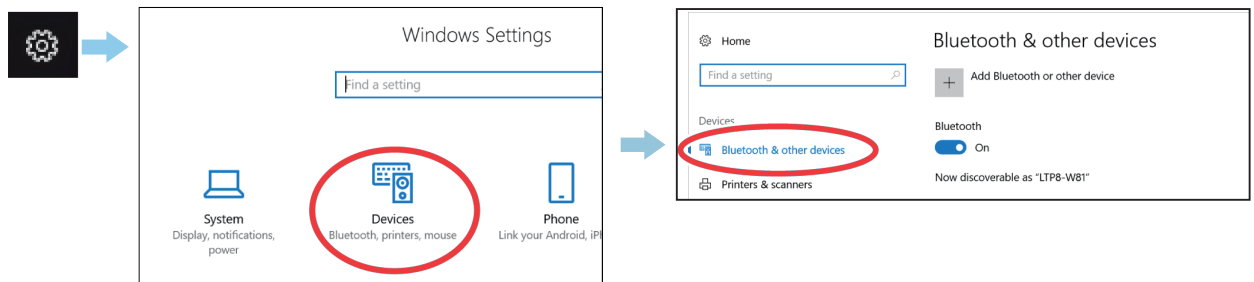 Windows Settings
Find a setting
System
Display, notifications,
power
Devices
Bluetooth, printers, mouse
Phone
Link your Android, iPh
Home
Find a setting
Devices
Bluetooth & other devices
Printers & scanners
Bluetooth & other devices
Add Bluetooth or other device
Bluetooth
On
Now discoverable as “LTP8-W81”